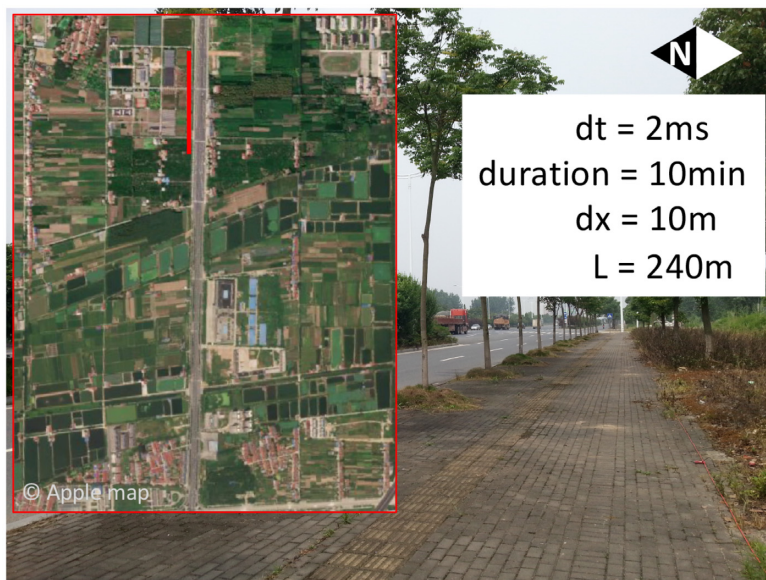 N
dt = 2ms
duration = 10min
dx = 10m
L = 240m
© Apple map